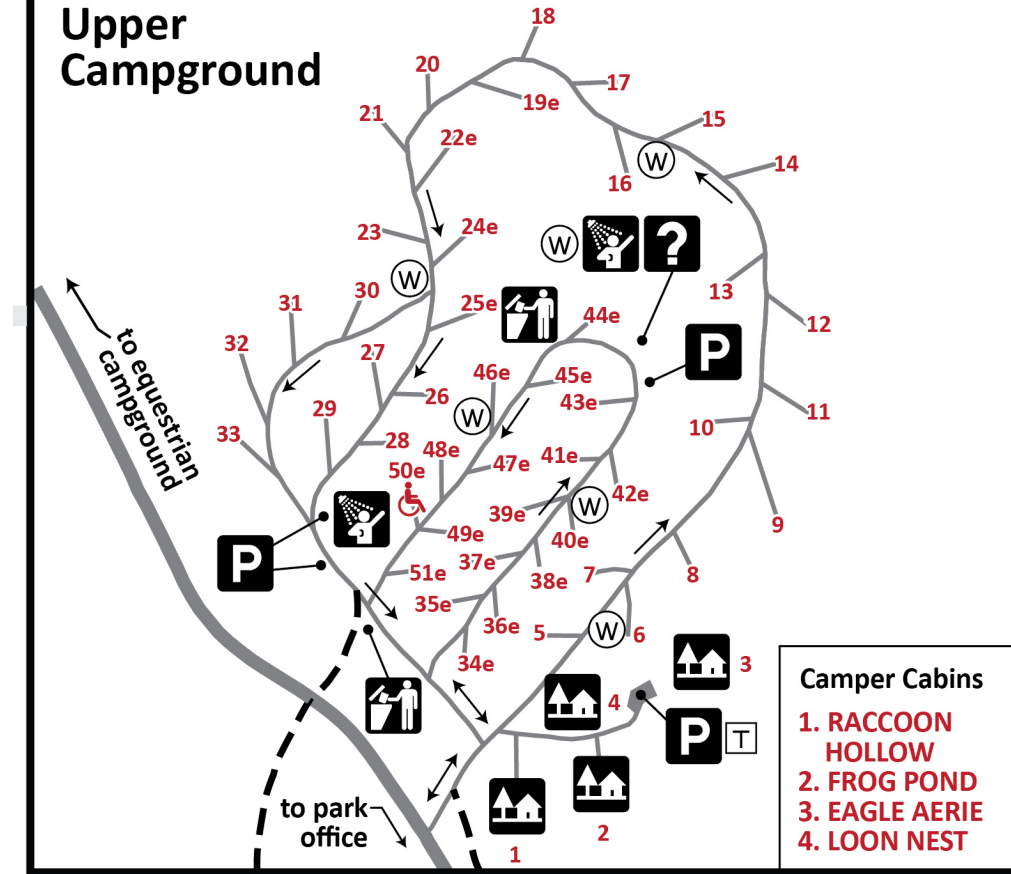 Upper
Campground
18
20
17
19e
21
15
22e
W
14
16
23
24e
W
?
13
W
30
25e
31
44e
12
32
P
27
46e
45e
to equestrian
campground
26
43e
29
W
11
10
33
28
48e
41e
47e
50e
42e
39e
W
9
49e
40e
P
37e
51e
38e
7
8
35e
36e
5
W
6
34e
3
4
P
T
to park
office
2
1
Camper Cabins
1. RACCOON
HOLLOW
2. FROG POND
3. EAGLE AERIE
4. LOON NEST